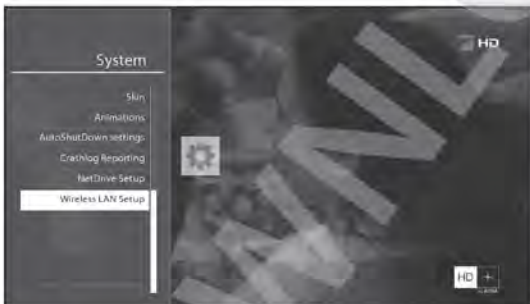 System
HD
Skin
Animations
AutoShutDown settings
Crashlog Reporting
NetDrive Setup
Wireless LAN Setup
HD +